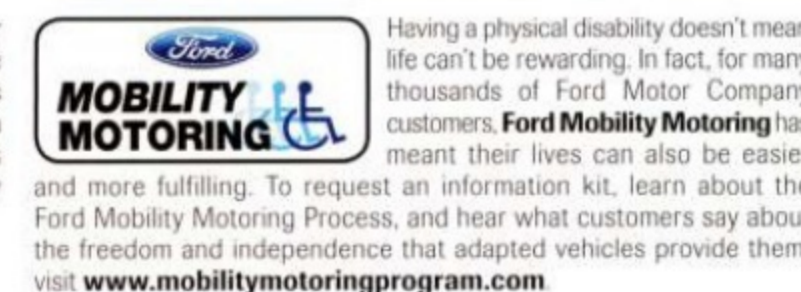 Ford
MOBILITY
MOTORING
Having a physical disability doesn't mean
life can't be rewarding. In fact, for many
thousands of Ford Motor Company
customers, Ford Mobility Motoring has
meant their lives can also be easier
and more fulfilling. To request an information kit, learn about the
Ford Mobility Motoring Process, and hear what customers say about
the freedom and independence that adapted vehicles provide them
visit www.mobilitymotoringprogram.com.